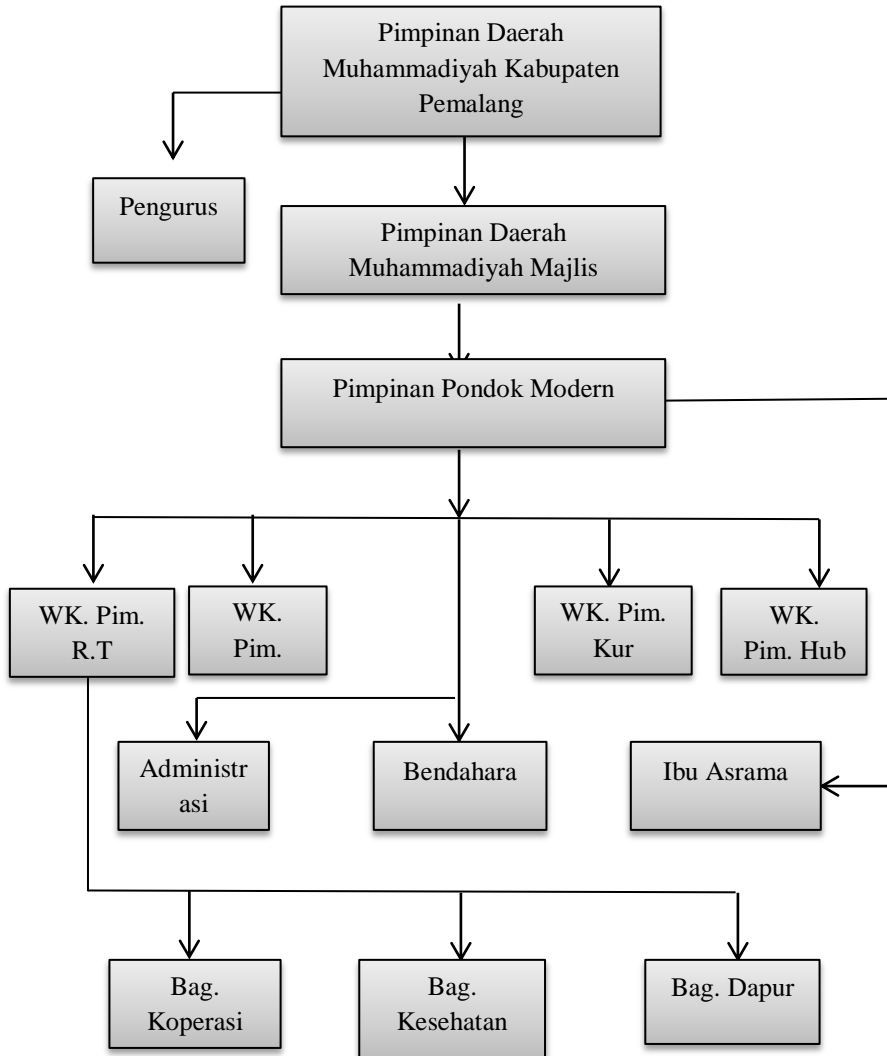 Pimpinan Daerah
Muhammadiyah Kabupaten
Pemalang
Pengurus
Pimpinan Daerah
Muhammadiyah Majlis
Pimpinan Pondok Modern
WK. Pim.
R.T
WK.
Pim.
WK. Pim.
Kur
WK.
Pim. Hub
Administr
asi
Bendahara
Ibu Asrama
Bag.
Koperasi
Bag.
Kesehatan
Bag. Dapur